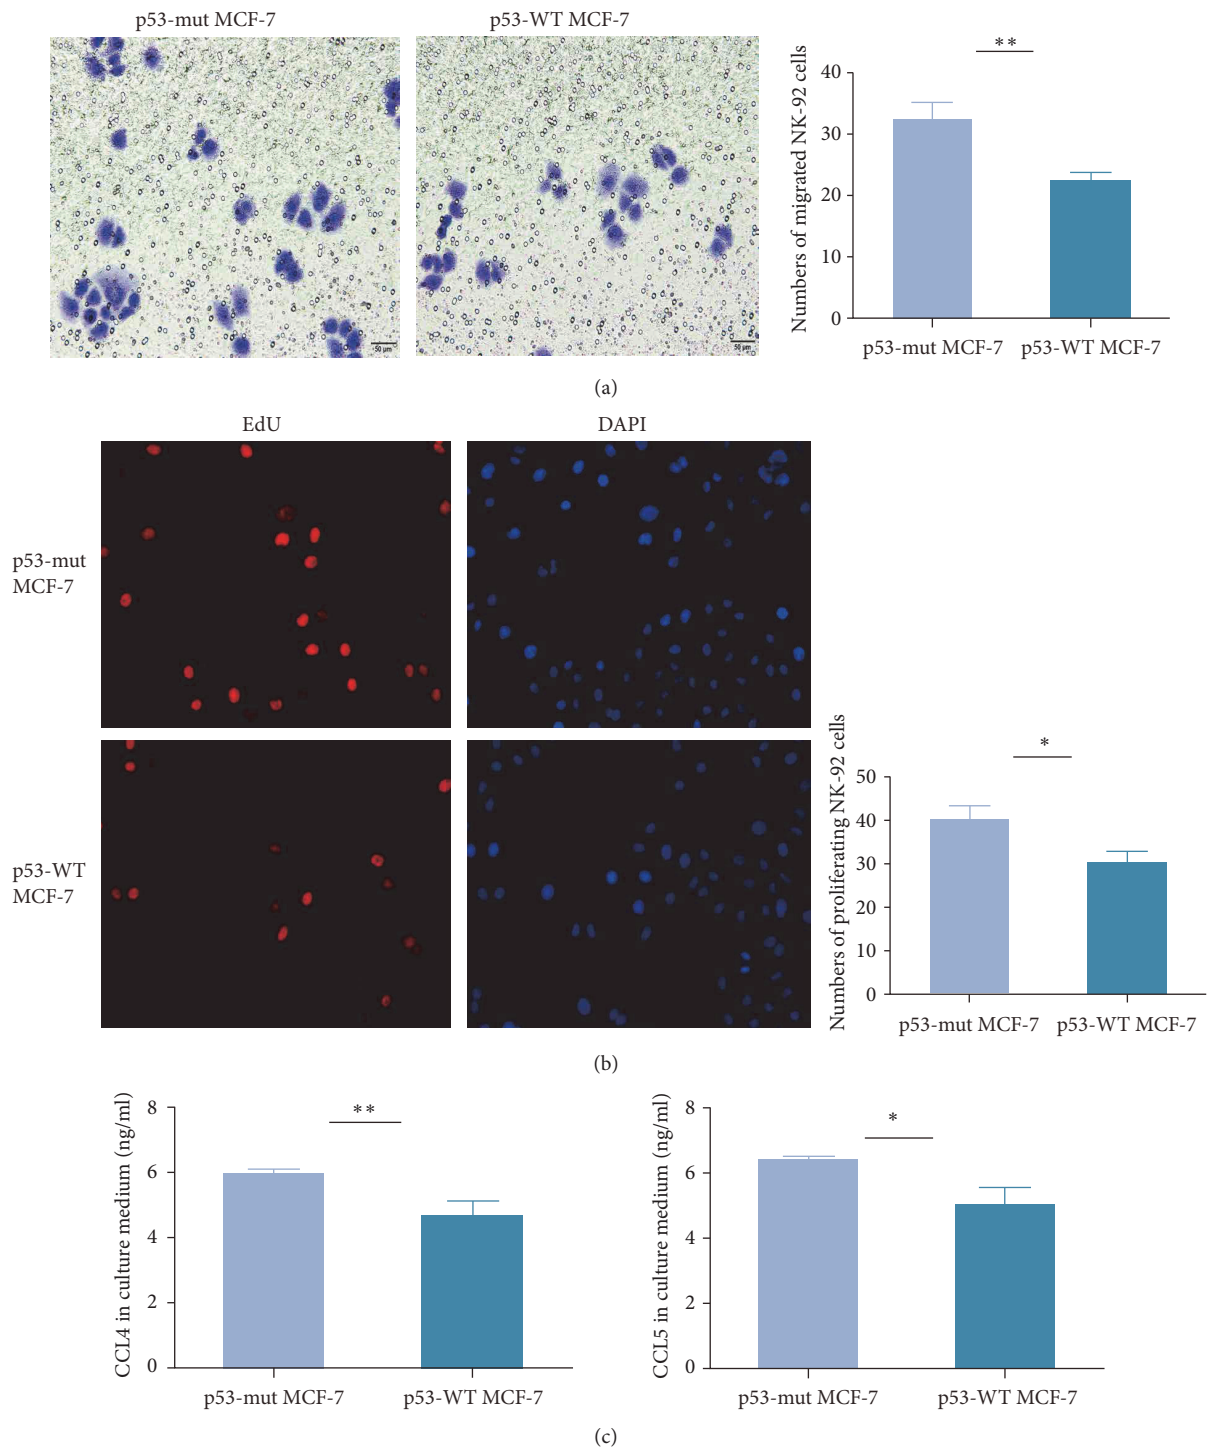 p53-mut MCF-7
p53-WT MCF-7
50 µm
50 µm
**
Numbers of migrated NK-92 cells
40
30
20
10
0
p53-mut MCF-7
p53-WT MCF-7
(a)
EdU
DAPI
p53-mut
MCF-7
p53-WT
MCF-7
*
Numbers of proliferating NK-92 cells
50
40
30
20
10
0
p53-mut MCF-7
p53-WT MCF-7
(b)
**
CCL4 in culture medium (ng/ml)
8
6
4
2
0
p53-mut MCF-7
p53-WT MCF-7
*
CCL5 in culture medium (ng/ml)
8
6
4
2
0
p53-mut MCF-7
p53-WT MCF-7
(c)